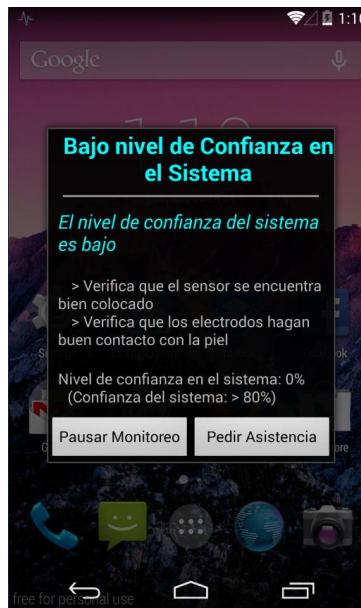 1:10
Google
Bajo nivel de Confianza en
el Sistema
El nivel de confianza del sistema
es bajo
> Verifica que el sensor se encuentra
bien colocado
> Verifica que los electrodos hagan
buen contacto con la piel
Nivel de confianza en el sistema: 0%
(Confianza del sistema: > 80%)
Pausar Monitoreo Pedir Asistencia
free for personal use